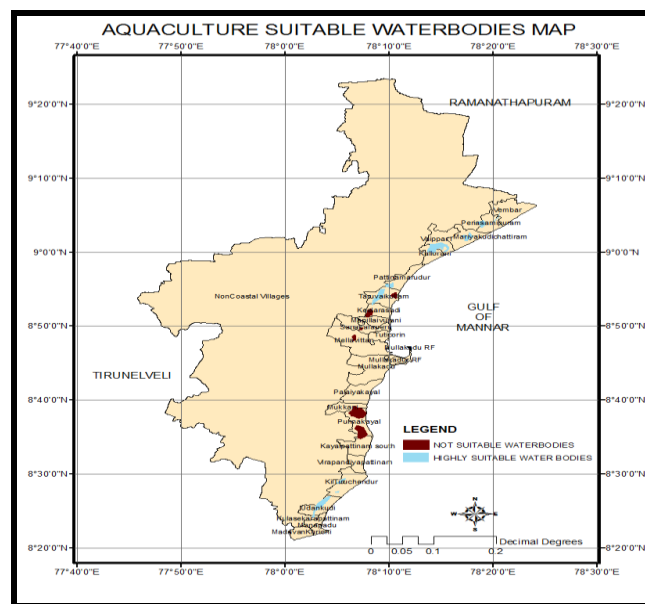 AQUACULTURE SUITABLE WATERBODIES MAP
77°40'0"E 77°50'0"E 78°0'0"E 78°10'0"E 78°20'0"E 78°30'0"E
9°20'0"N 9°20'0"N
RAMANATHAPURAM
9°10'0"N 9°10'0"N
Vembar
Periasamipuram
Mariyakudichattiram
Vaippar
9°0'0"N 9°0'0"N
Kallurani
Pattinamarudur
NonCoastal Villages
Taruvaikulam
GULF
OF
MANNAR
Mapillaiyurani
8°50'0"N 8°50'0"N
Tuticorin
Mullakadu RF
Mullakadu RF
Mullakadu
TIRUNELVELI
Palaiyakayal
8°40'0"N 8°40'0"N
Mukkani
Punnakayal
LEGEND
NOT SUITABLE WATERBODIES
HIGHLY SUITABLE WATER BODIES
Kayalpattinam south
Virapandiyapattinam
8°30'0"N 8°30'0"N
KilTiruchandur
Udankudi
Kulasekarapattinam
Manapadu
N
W E
S
Decimal Degrees
0 0.05 0.1 0.2
8°20'0"N 8°20'0"N
77°40'0"E 77°50'0"E 78°0'0"E 78°10'0"E 78°20'0"E 78°30'0"E